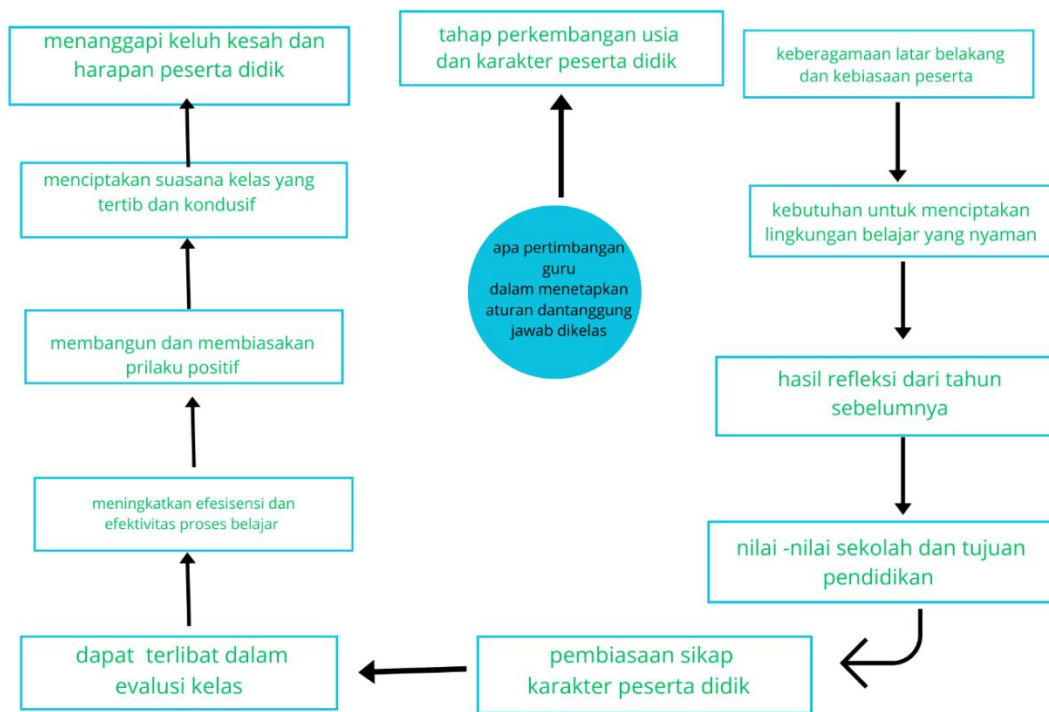 menanggapi keluh kesah dan
harapan peserta didik
tahap perkembangan usia
dan karakter peserta didik
keberagamaan latar belakang
dan kebiasaan peserta
menciptakan suasana kelas yang
tertib dan kondusif
kebutuhan untuk menciptakan
lingkungan belajar yang nyaman
apa pertimbangan
guru
dalam menetapkan
aturan dantanggung
jawab dikelas
membangun dan membiasakan
prilaku positif
hasil refleksi dari tahun
sebelumnya
meningkatkan efesisensi dan
efektivitas proses belajar
nilai -nilai sekolah dan tujuan
pendidikan
dapat terlibat dalam
evalusi kelas
pembiasaan sikap
karakter peserta didik